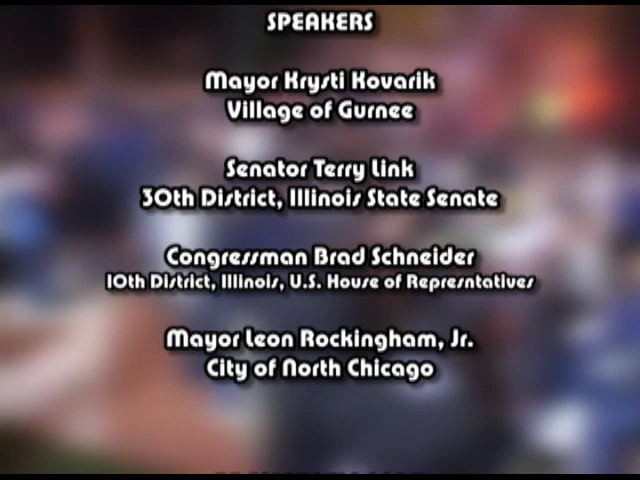 SPEAKERS
Mayor Krysti Kovarik
Village of Gurnee
Senator Terry Link
30th District, Illinois State Senate
Congressman Brad Schneider
10th District, Illinois, U.S. House of Represntatives
Mayor Leon Rockingham, Jr.
City of North Chicago